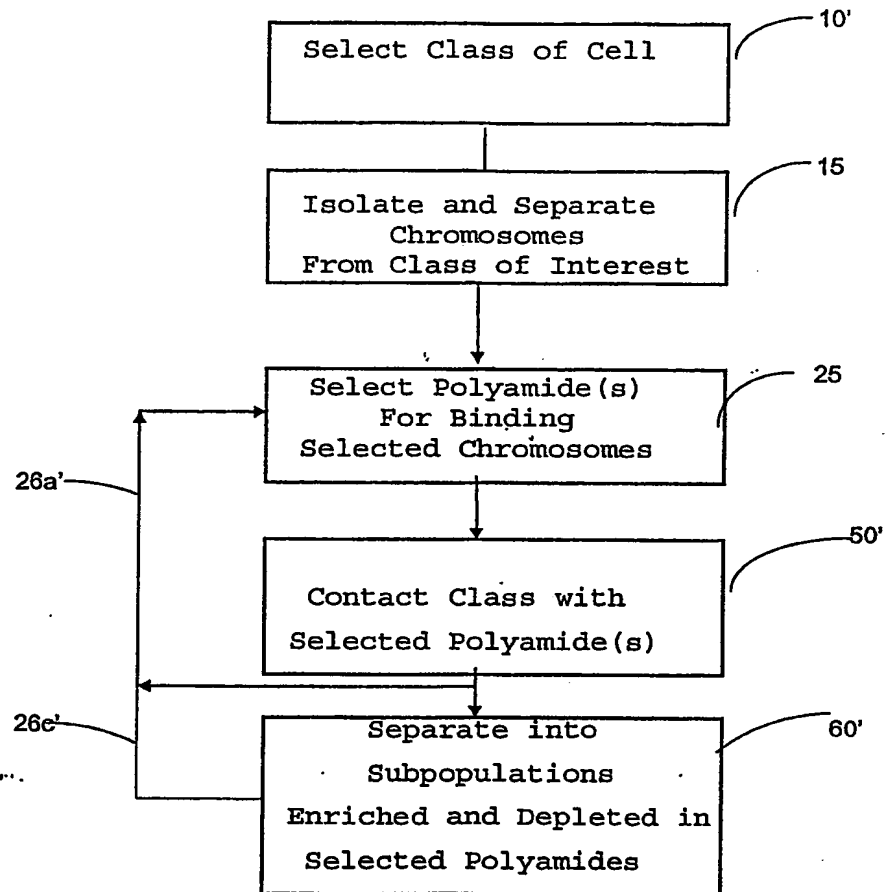 10'
Select Class of Cell
15
Isolate and Separate
Chromosomes
From Class of Interest
25
Select Polyamide(s)
For Binding
Selected Chromosomes
26a'
50'
Contact Class with
Selected Polyamide(s)
26c'
60'
Separate into
Subpopulations
Enriched and Depleted in
Selected Polyamides